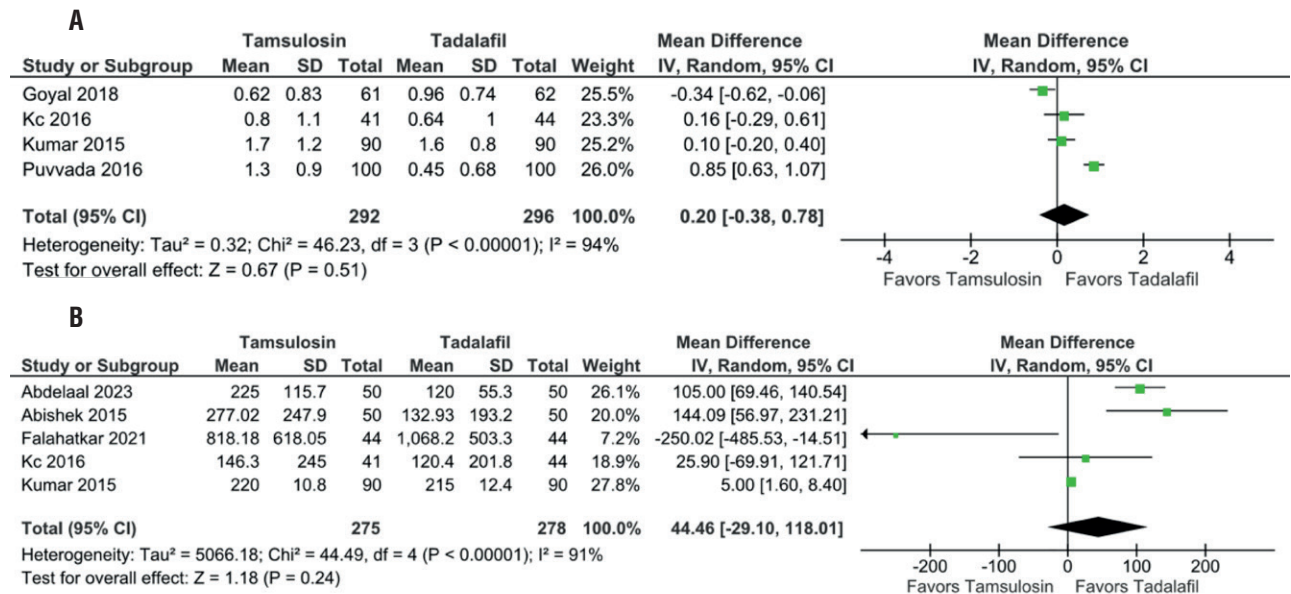 A
Tamsulosin Tadalafil Mean Difference Mean Difference
Study or Subgroup Mean SD Total Mean SD Total Weight IV, Random, 95% CI IV, Random, 95% CI
Goyal 2018 0.62 0.83 61 0.96 0.74 62 25.5% -0.34 [-0.62, -0.06]
Kc 2016 0.8 1.1 41 0.64 1 44 23.3% 0.16 [-0.29, 0.61]
Kumar 2015 1.7 1.2 90 1.6 0.8 90 25.2% 0.10 [-0.20, 0.40]
Puvvada 2016 1.3 0.9 100 0.45 0.68 100 26.0% 0.85 [0.63, 1.07]
Total (95% CI) 292 296 100.0% 0.20 [-0.38, 0.78]
Heterogeneity: Tau² = 0.32; Chi² = 46.23, df = 3 (P < 0.00001); I² = 94%
Test for overall effect: Z = 0.67 (P = 0.51)
-4 -2 0 2 4
Favors Tamsulosin Favors Tadalafil
B
Tamsulosin Tadalafil Mean Difference Mean Difference
Study or Subgroup Mean SD Total Mean SD Total Weight IV, Random, 95% CI IV, Random, 95% CI
Abdelaal 2023 225 115.7 50 120 55.3 50 26.1% 105.00 [69.46, 140.54]
Abishek 2015 277.02 247.9 50 132.93 193.2 50 20.0% 144.09 [56.97, 231.21]
Falahatkar 2021 818.18 618.05 44 1,068.2 503.3 44 7.2% -250.02 [-485.53, -14.51]
Kc 2016 146.3 245 41 120.4 201.8 44 18.9% 25.90 [-69.91, 121.71]
Kumar 2015 220 10.8 90 215 12.4 90 27.8% 5.00 [1.60, 8.40]
Total (95% CI) 275 278 100.0% 44.46 [-29.10, 118.01]
Heterogeneity: Tau² = 5066.18; Chi² = 44.49, df = 4 (P < 0.00001); I² = 91%
Test for overall effect: Z = 1.18 (P = 0.24)
-200 -100 0 100 200
Favors Tamsulosin Favors Tadalafil